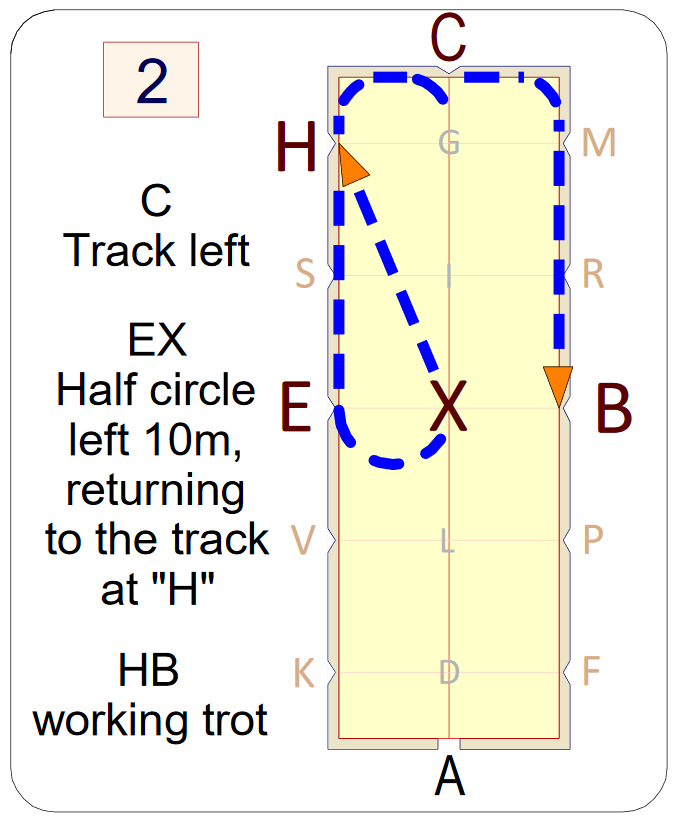 2
C
Track left
EX
Half circle
left 10m,
returning
to the track
at "H"
HB
working trot
C
H
G
M
S
I
R
E
X
B
V
L
P
K
D
F
A